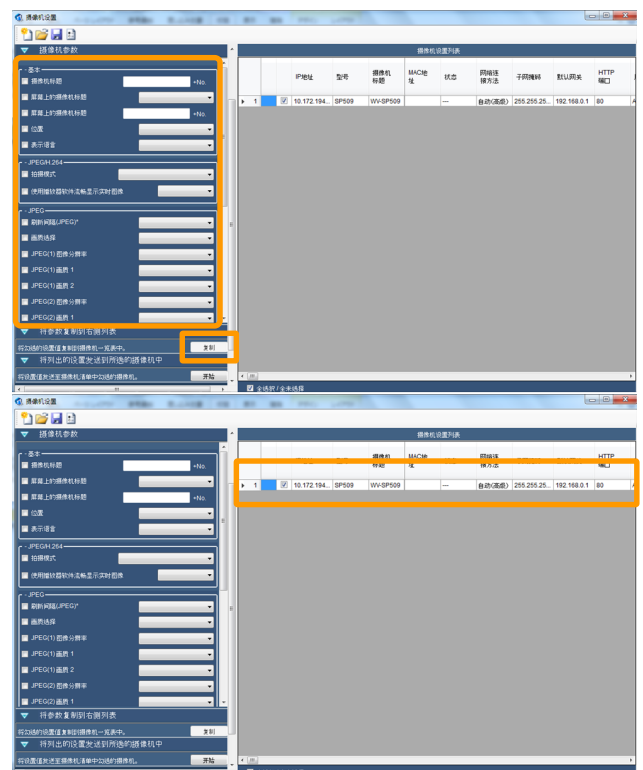 摄像机设置
摄像机参数
基本
摄像机标题 +No.
屏幕上的摄像机标题
屏幕上的摄像机标题 +No.
位置
表示语言
JPEG/H.264
拍摄模式
使用播放器软件流畅显示实时图像
JPEG
刷新间隔(JPEG)*
画质选择
JPEG(1) 图像分辨率
JPEG(1) 画质 1
JPEG(1) 画质 2
JPEG(2) 图像分辨率
JPEG(2) 画质 1
将参数复制到右侧列表
将勾选的设置值复制到摄像机一览表中。 复制
将列出的设置发送到所选的摄像机中
将设置值发送至摄像机清单中勾选的摄像机。 开始
摄像机设置列表
IP地址 型号 摄像机标题 MAC地址 状态 网络连接方法 子网掩码 默认网关 HTTP端口
1 10.172.194... SP509 WV-SP509 --- 自动(高级) 255.255.25... 192.168.0.1 80 A
全选択/全未选择
摄像机设置
摄像机参数
基本
摄像机标题 +No.
屏幕上的摄像机标题
屏幕上的摄像机标题 +No.
位置
表示语言
JPEG/H.264
拍摄模式
使用播放器软件流畅显示实时图像
JPEG
刷新间隔(JPEG)*
画质选择
JPEG(1) 图像分辨率
JPEG(1) 画质 1
JPEG(1) 画质 2
JPEG(2) 图像分辨率
JPEG(2) 画质 1
将参数复制到右侧列表
将勾选的设置值复制到摄像机一览表中。 复制
将列出的设置发送到所选的摄像机中
将设置值发送至摄像机清单中勾选的摄像机。 开始
摄像机设置列表
摄像机标题 MAC地址 网络连接方法 HTTP端口
1 10.172.194... SP509 WV-SP509 --- 自动(高级) 255.255.25... 192.168.0.1 80 A